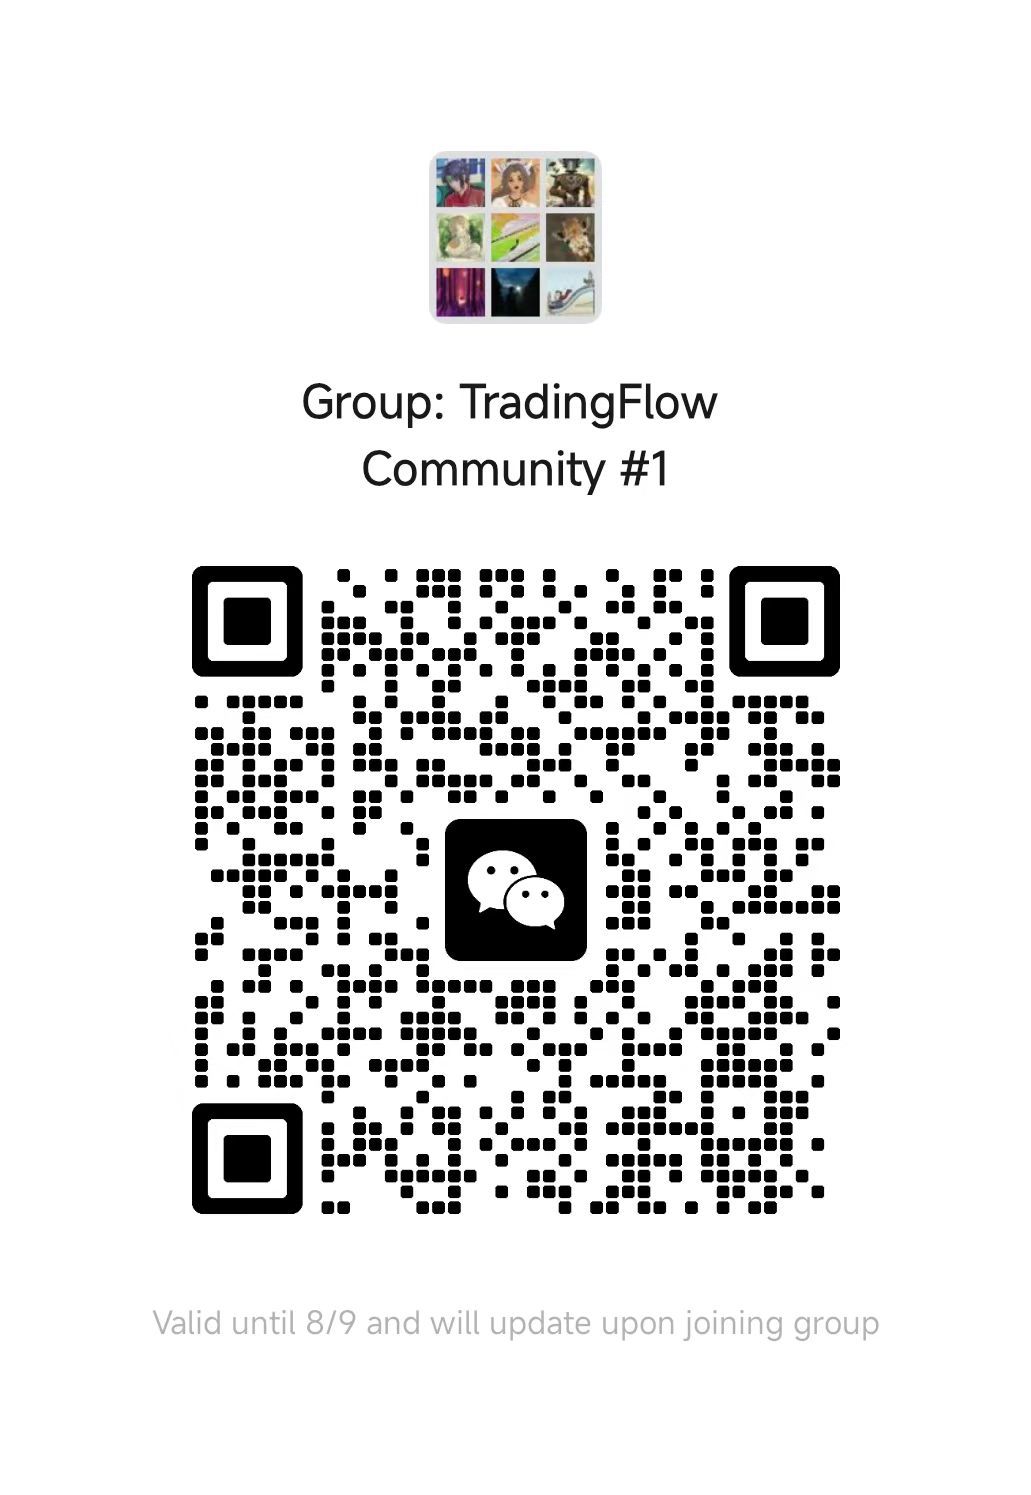 Group: TradingFlow
Community #1
Valid until 8/9 and will update upon joining group